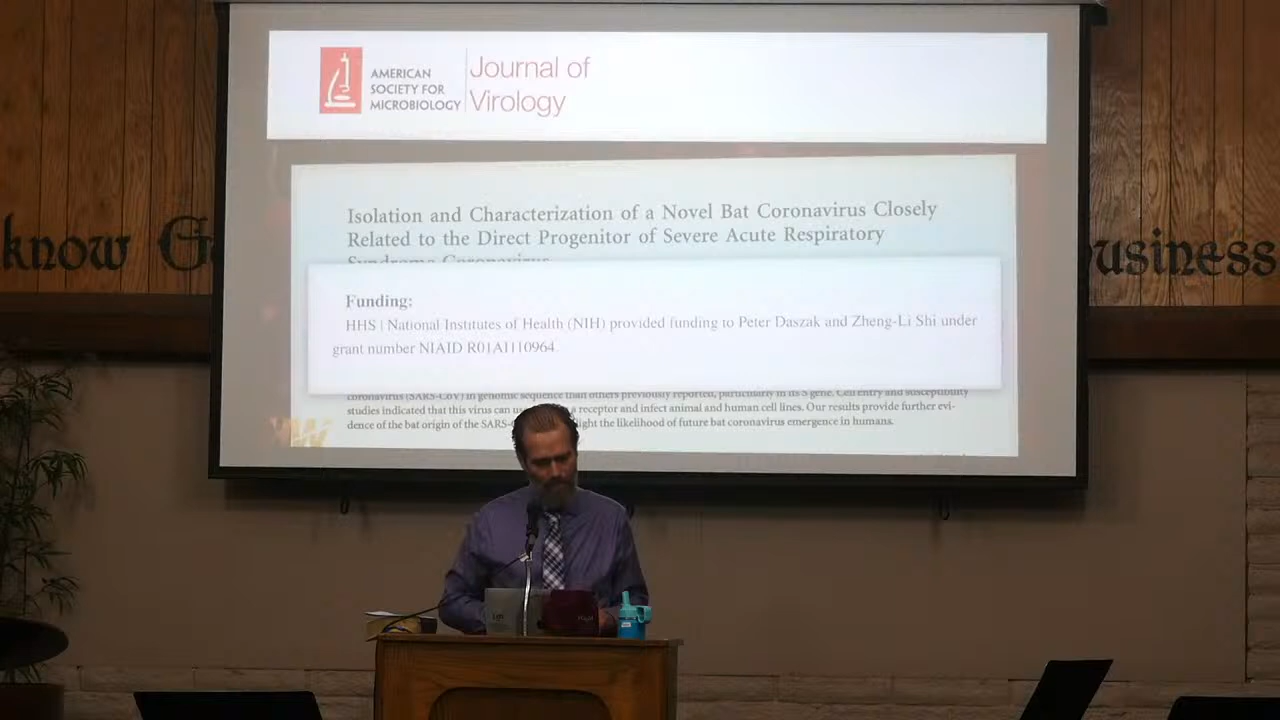 AMERICAN
SOCIETY FOR
MICROBIOLOGY
Journal of
Virology
Isolation and Characterization of a Novel Bat Coronavirus Closely
Related to the Direct Progenitor of Severe Acute Respiratory
Syndrome Coronavirus
know G
usiness
Funding:
HHS | National Institutes of Health (NIH) provided funding to Peter Daszak and Zheng-Li Shi under
grant number NIAID R01AI110964.
coronavirus (SARS-CoV) in genomic sequence than others previously reported, particularly in its S gene. Cell entry and susceptibility
studies indicated that this virus can us a receptor and infect animal and human cell lines. Our results provide further evi-
dence of the bat origin of the SARS- light the likelihood of future bat coronavirus emergence in humans.